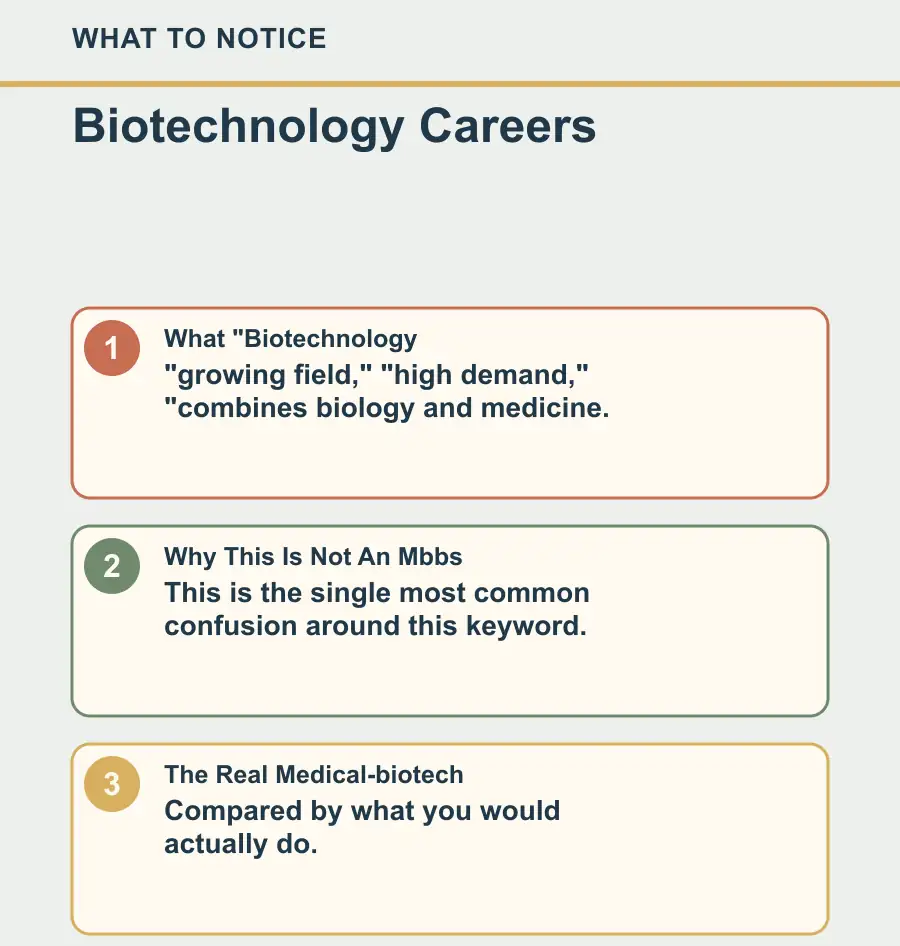 WHAT TO NOTICE
Biotechnology Careers
1
What "Biotechnology
"growing field," "high demand,"
"combines biology and medicine.
2
Why This Is Not An Mbbs
This is the single most common
confusion around this keyword.
3
The Real Medical-biotech
Compared by what you would
actually do.